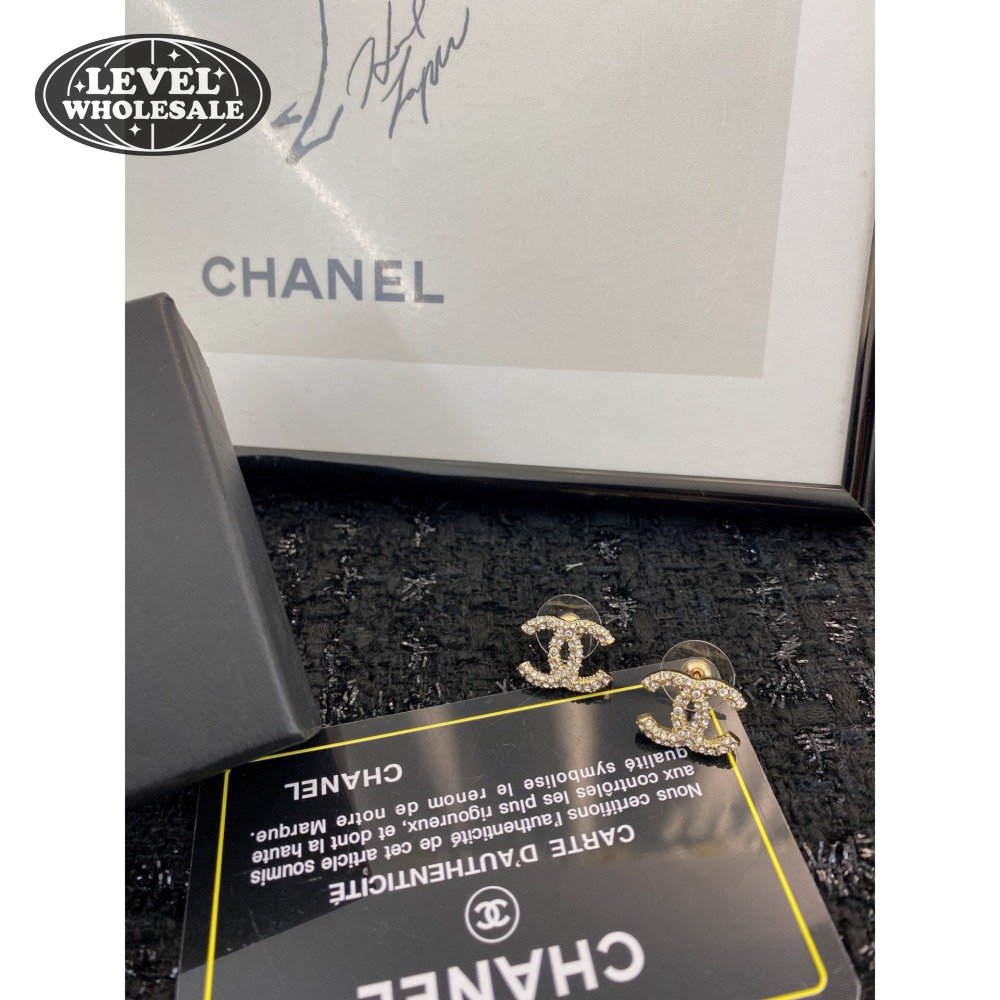 LEVEL
WHOLESALE
CHANEL
CHANEL
CARTE D'AUTHENTICITÉ
Nous certifions l'authenticité de cet article soumis
aux contrôles les plus rigoureux, et dont la haute
qualité symbolise le renom de notre Marque.
CHANEL